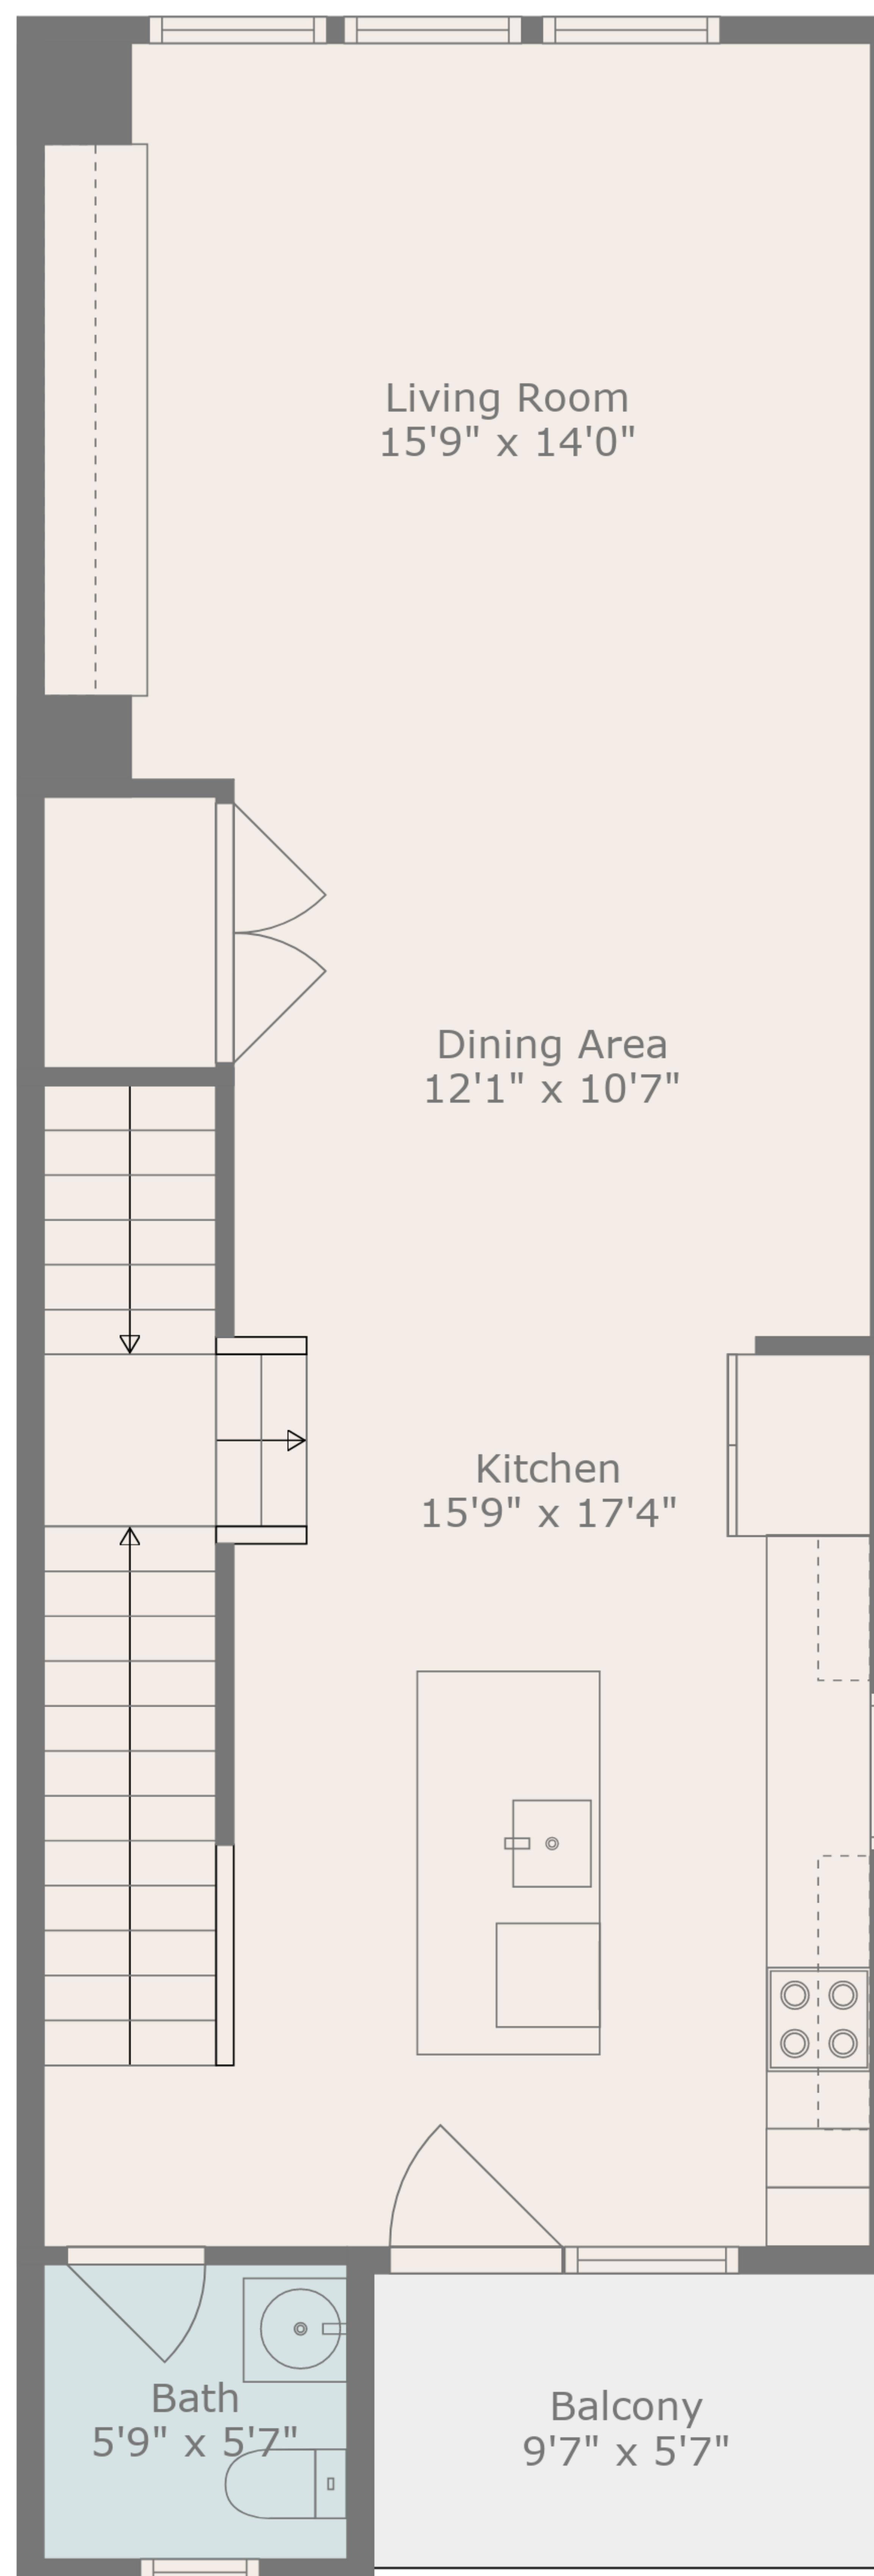 Living Room
15'9" x 14'0"
Dining Area
12'1" x 10'7"
Kitchen
15'9" x 17'4"
Bath
5'9" x 5'7"
Balcony
9'7" x 5'7"